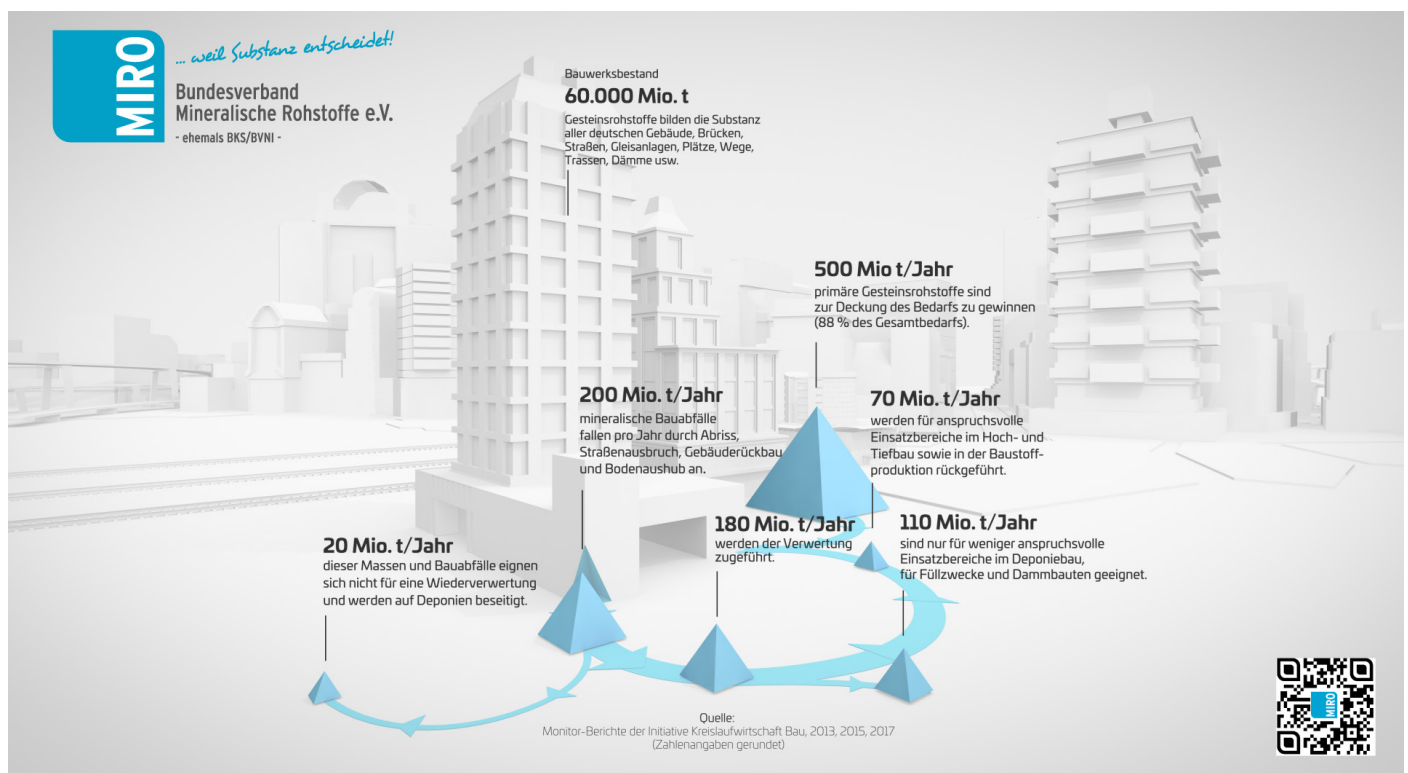 MIRO
... weil Substanz entscheidet!
Bundesverband
Mineralische Rohstoffe e.V.
- ehemals BKS/BVNI -
Bauwerksbestand
60.000 Mio. t
Gesteinsrohstoffe bilden die Substanz
aller deutschen Gebäude, Brücken,
Straßen, Gleisanlagen, Plätze, Wege,
Trassen, Dämme usw.
500 Mio t/Jahr
primäre Gesteinsrohstoffe sind
zur Deckung des Bedarfs zu gewinnen
(88 % des Gesamtbedarfs).
200 Mio. t/Jahr
mineralische Bauabfälle
fallen pro Jahr durch Abriss,
Straßenausbruch, Gebäuderückbau
und Bodenaushub an.
70 Mio. t/Jahr
werden für anspruchsvolle
Einsatzbereiche im Hoch- und
Tiefbau sowie in der Baustoff-
produktion rückgeführt.
180 Mio. t/Jahr
werden der Verwertung
zugeführt.
110 Mio. t/Jahr
sind nur für weniger anspruchsvolle
Einsatzbereiche im Deponiebau,
für Füllzwecke und Dammbauten geeignet.
20 Mio. t/Jahr
dieser Massen und Bauabfälle eignen
sich nicht für eine Wiederverwertung
und werden auf Deponien beseitigt.
Quelle:
Monitor-Berichte der Initiative Kreislaufwirtschaft Bau, 2013, 2015, 2017
(Zahlenangaben gerundet)
MIRO